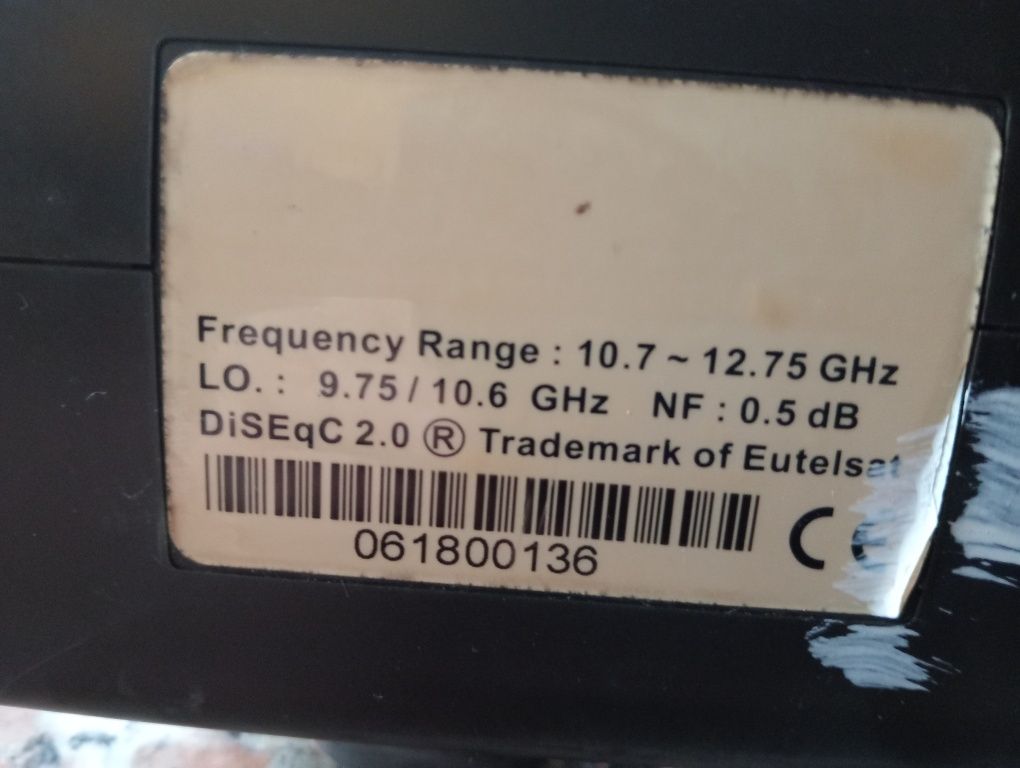 Frequency Range : 10.7 ~ 12.75 GHz
LO. : 9.75 / 10.6 GHz NF : 0.5 dB
DiSEqC 2.0 ® Trademark of Eutelsat
061800136
CE